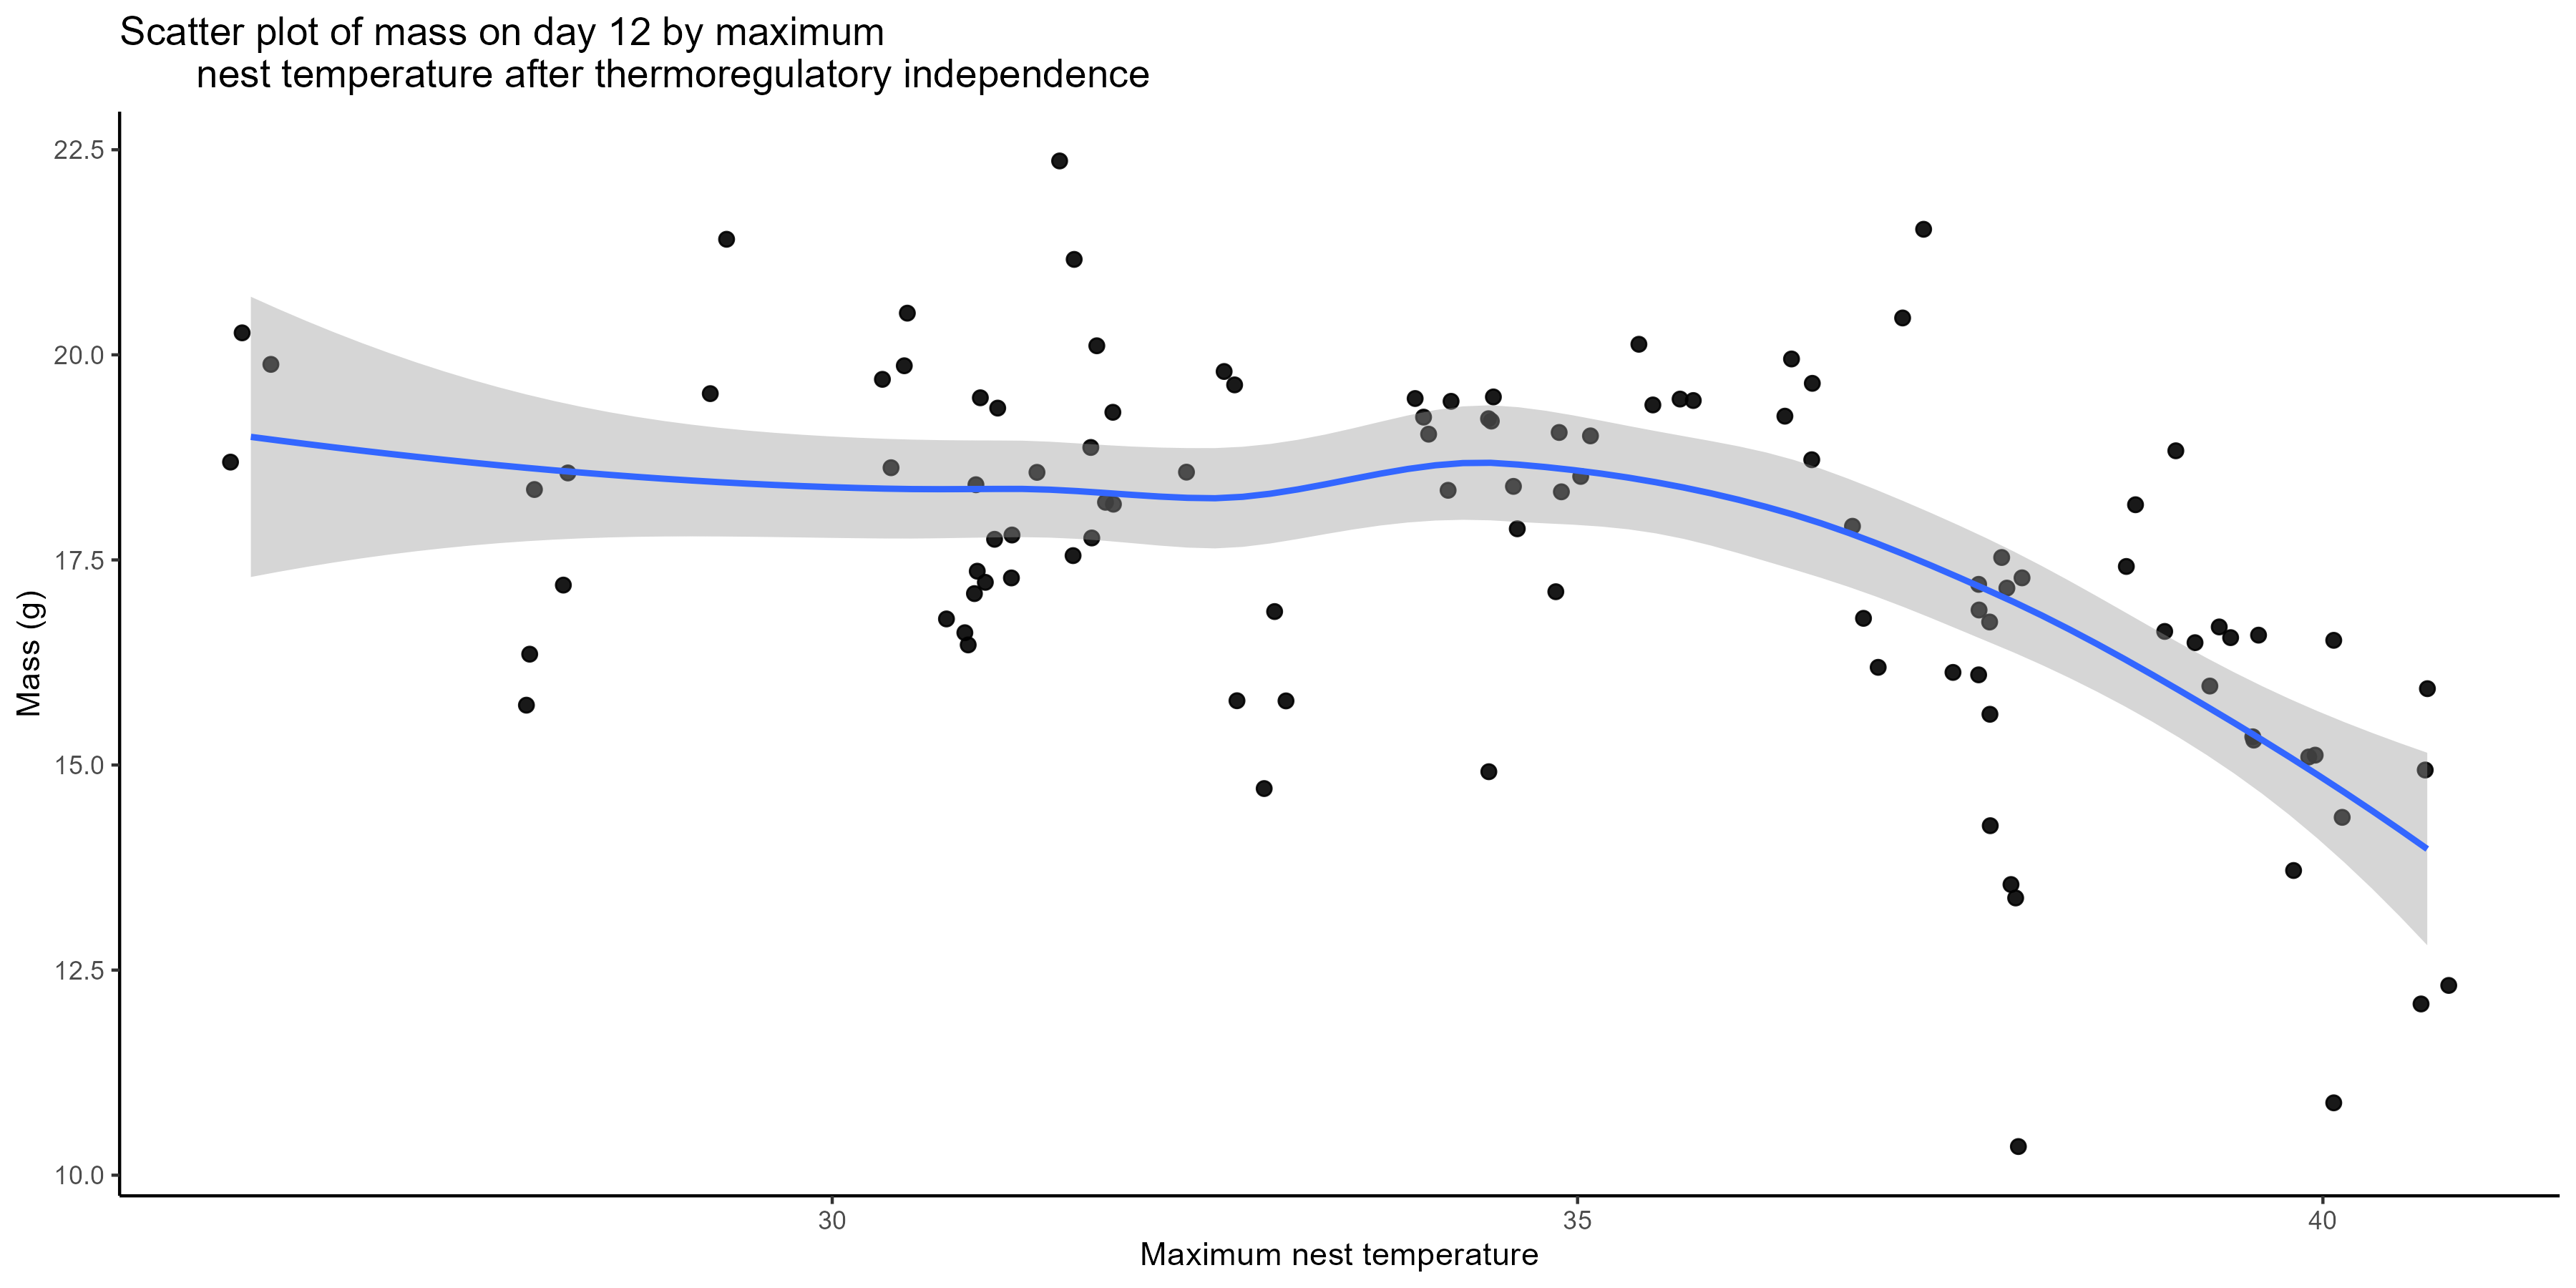 Scatter plot of mass on day 12 by maximum
nest temperature after thermoregulatory independence
22.5
20.0
17.5
15.0
12.5
10.0
Mass (g)
30
35
40
Maximum nest temperature